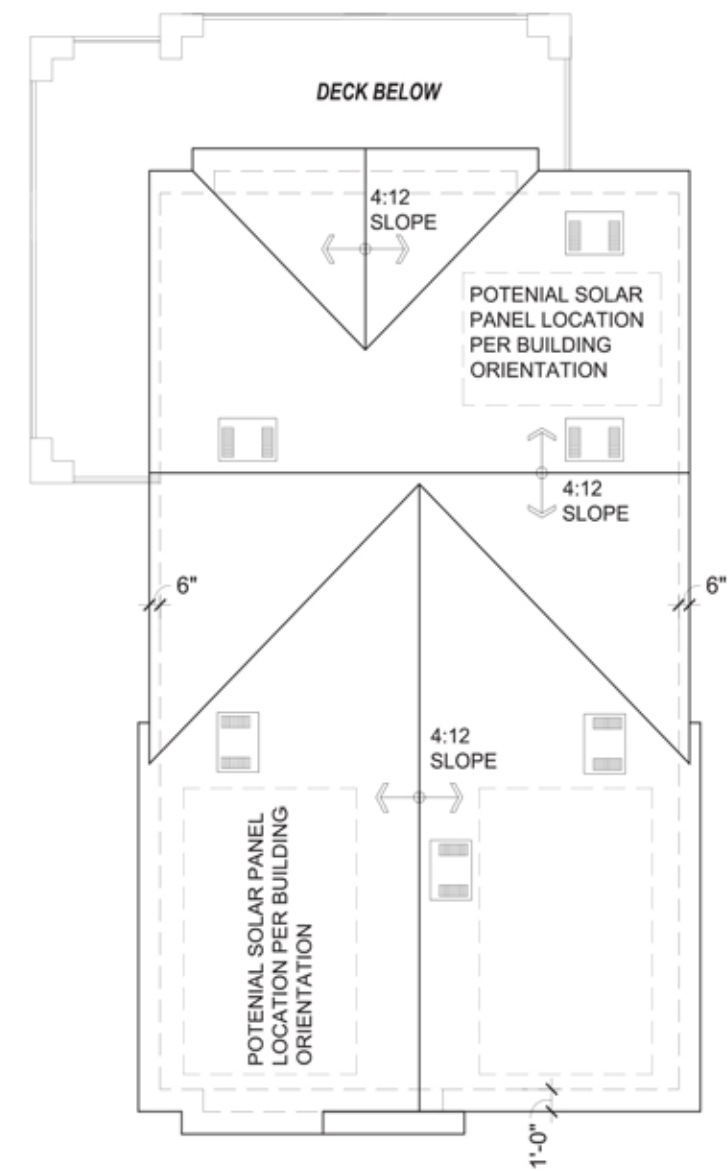 DECK BELOW
4:12
SLOPE
POTENIAL SOLAR
PANEL LOCATION
PER BUILDING
ORIENTATION
4:12
SLOPE
6"
6"
4:12
SLOPE
POTENIAL SOLAR PANEL
LOCATION PER BUILDING
ORIENTATION
1'-0"